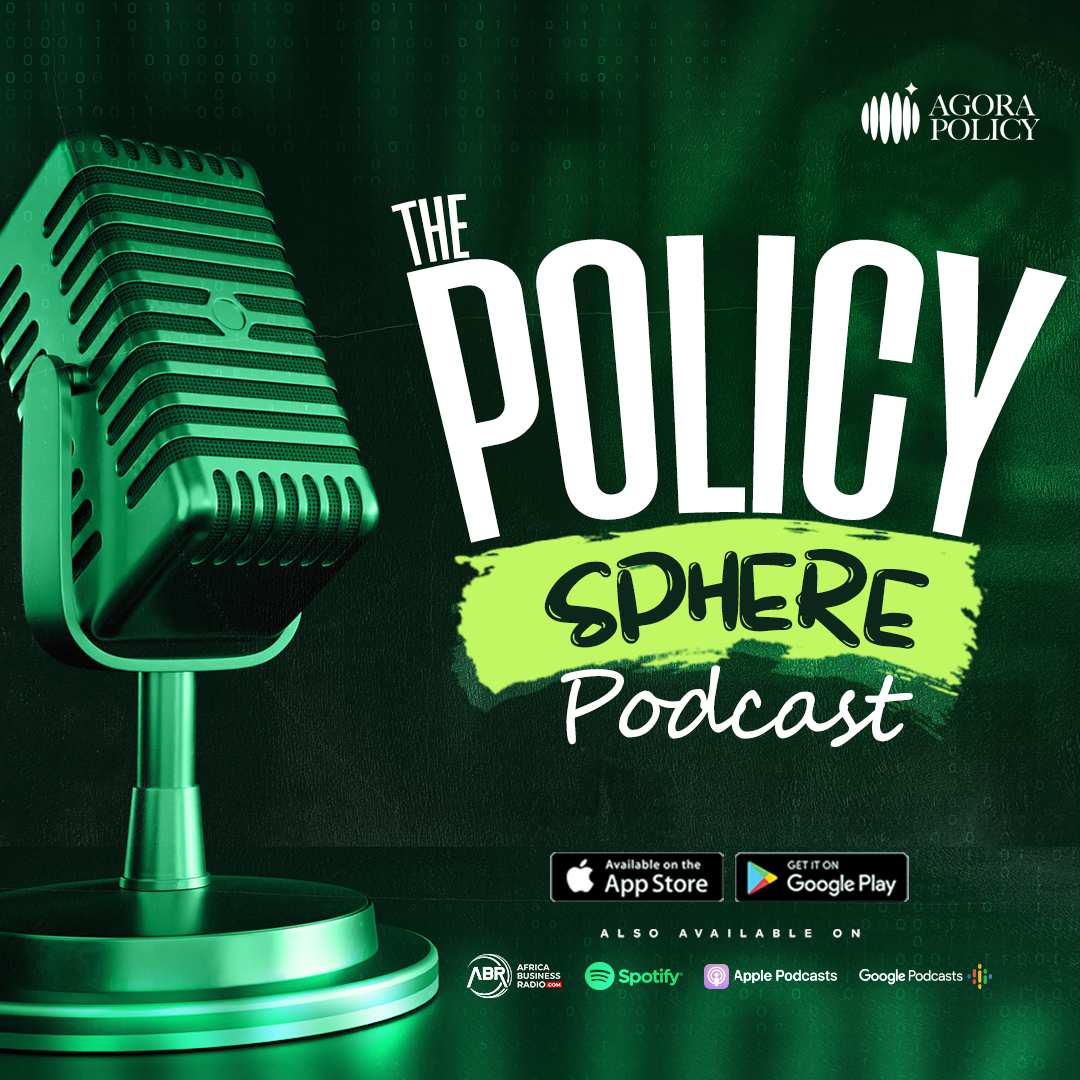 AGORA
POLICY
THE
POLICY
SPHERE
Podcast
Available on the
App Store
GET IT ON
Google Play
ALSO AVAILABLE ON
ABR
AFRICA
BUSINESS
RADIO.COM
Spotify
Apple Podcasts
Google Podcasts